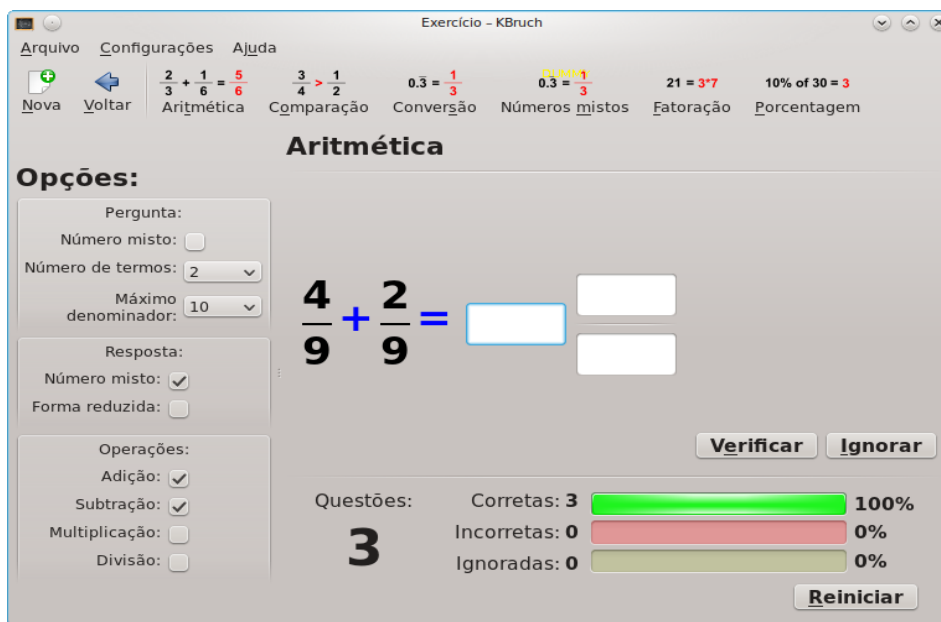 Exercício – KBruch
Arquivo Configurações Ajuda
2/3 + 1/6 = 5/6 3/4 > 1/2 0.3̅ = 1/3 0.3̅ = 1/3 21 = 3*7 10% of 30 = 3
Nova Voltar Aritmética Comparação Conversão Números mistos Fatoração Porcentagem
Aritmética
Opções:
Pergunta:
Número misto:
Número de termos: 2
Máximo
denominador: 10
Resposta:
Número misto:
Forma reduzida:
Operações:
Adição:
Subtração:
Multiplicação:
Divisão:
4/9 + 2/9 =
Verificar Ignorar
Questões:
3
Corretas: 3 100%
Incorretas: 0 0%
Ignoradas: 0 0%
Reiniciar